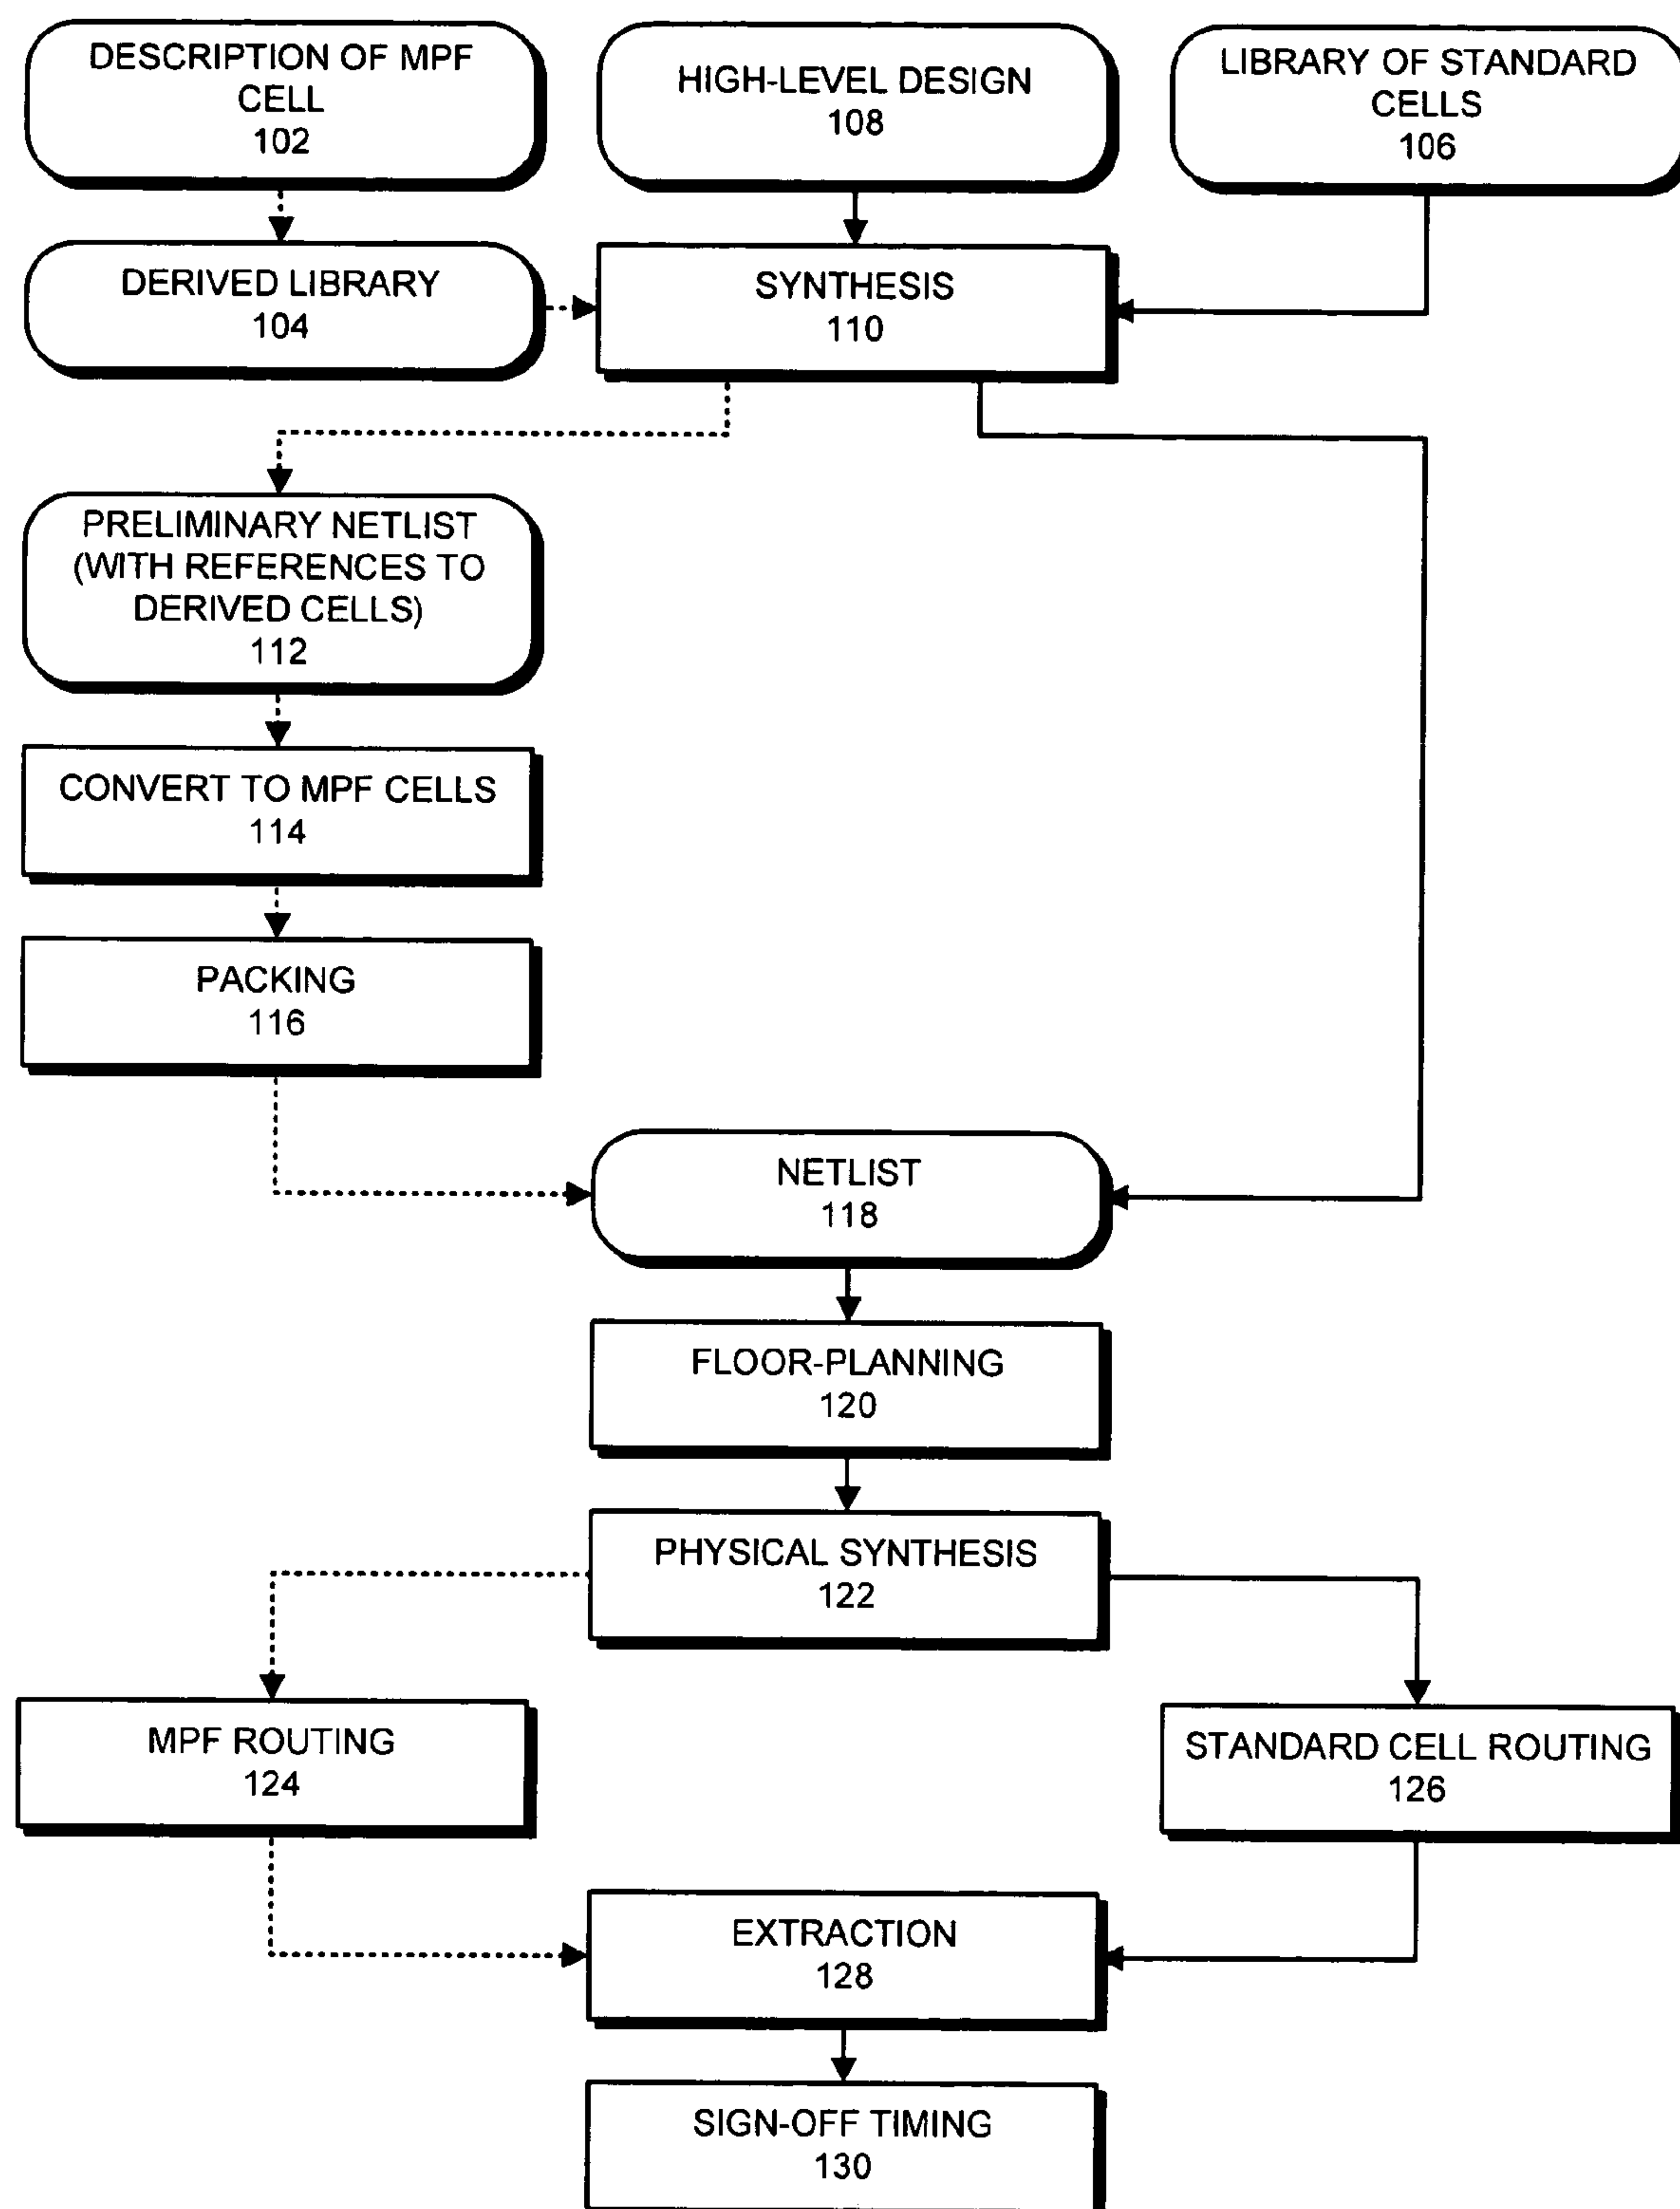 DESCRIPTION OF MPF
CELL
102
HIGH-LEVEL DESIGN
108
LIBRARY OF STANDARD
CELLS
106
DERIVED LIBRARY
104
SYNTHESIS
110
PRELIMINARY NETLIST
(WITH REFERENCES TO
DERIVED CELLS)
112
CONVERT TO MPF CELLS
114
PACKING
116
NETLIST
118
FLOOR-PLANNING
120
PHYSICAL SYNTHESIS
122
MPF ROUTING
124
STANDARD CELL ROUTING
126
EXTRACTION
128
SIGN-OFF TIMING
130